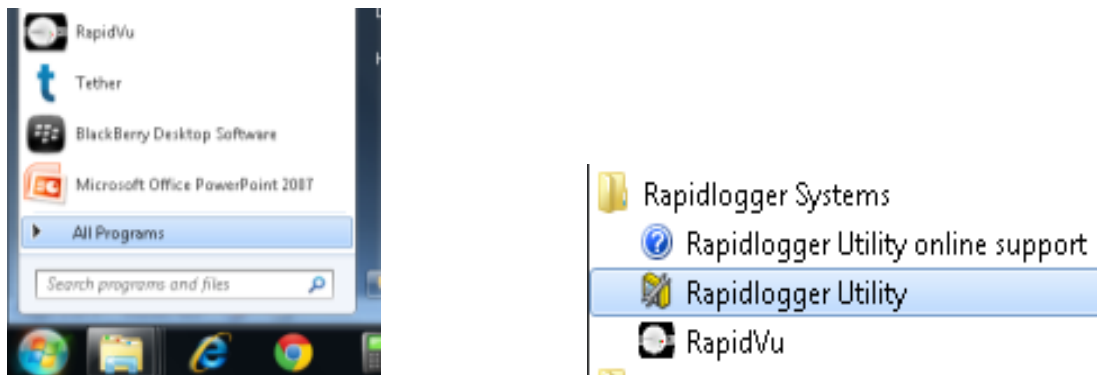 RapidVu
Tether
BlackBerry Desktop Software
Microsoft Office PowerPoint 2007
All Programs
Search programs and files
Rapidlogger Systems
Rapidlogger Utility online support
Rapidlogger Utility
RapidVu